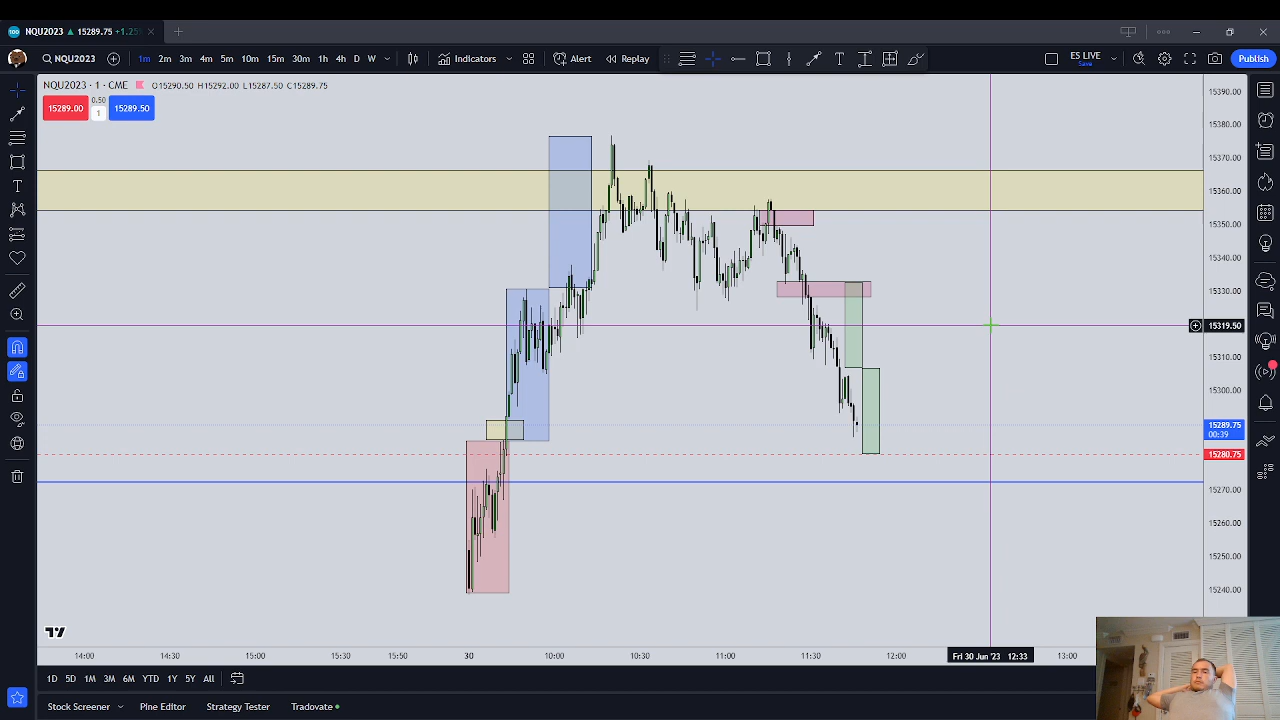 NQU2023 ▲ 15289.75 +1.25%
NQU2023 1m 2m 3m 4m 5m 10m 15m 30m 1h 4h D W Indicators Alert Replay ES LIVE Save Publish
NQU2023 · 1 · CME O15290.50 H15292.00 L15287.50 C15289.75
15289.00 0.50 1 15289.50
15390.00
15380.00
15370.00
15360.00
15350.00
15340.00
15330.00
15319.50
15310.00
15300.00
15289.75
00:39
15280.75
15270.00
15260.00
15250.00
15240.00
14:00 14:30 15:00 15:30 15:50 30 10:00 10:30 11:00 11:30 12:00 Fri 30 Jun '23 12:33 13:00
1D 5D 1M 3M 6M YTD 1Y 5Y All
Stock Screener Pine Editor Strategy Tester Tradovate